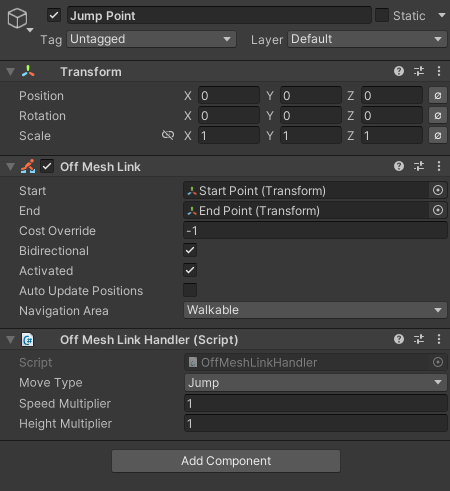 Jump Point Static
Tag Untagged Layer Default
Transform
Position X 0 Y 0 Z 0
Rotation X 0 Y 0 Z 0
Scale X 1 Y 1 Z 1
Off Mesh Link
Start Start Point (Transform)
End End Point (Transform)
Cost Override -1
Bidirectional
Activated
Auto Update Positions
Navigation Area Walkable
Off Mesh Link Handler (Script)
Script OffMeshLinkHandler
Move Type Jump
Speed Multiplier 1
Height Multiplier 1
Add Component